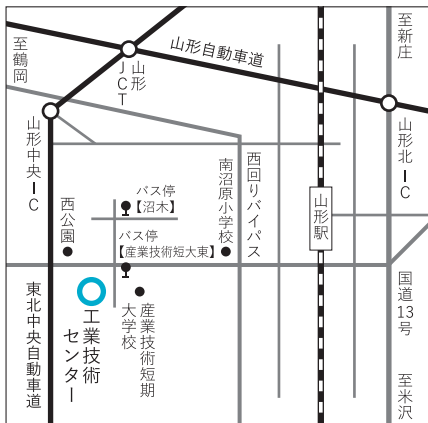 至新庄
山形自動車道
至鶴岡
山形JCT
山形北IC
山形中央IC
西回りバイパス
南沼原小学校
山形駅
バス停
【沼木】
西公園
バス停
【産業技術短大東】
国道13号
東北中央自動車道
工業技術
センター
産業技術短期
大学校
至米沢